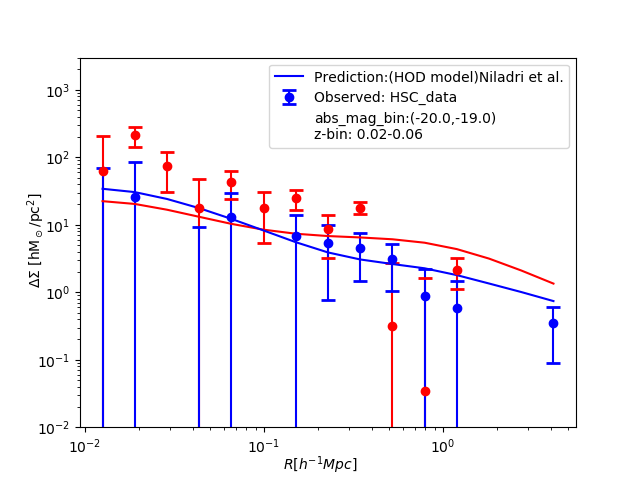 Prediction:(HOD model)Niladri et al.
Observed: HSC_data
abs_mag_bin:(-20.0,-19.0)
z-bin: 0.02-0.06
ΔΣ [hM⊙/pc²]
10³
10²
10¹
10⁰
10⁻¹
10⁻²
10⁻² 10⁻¹ 10⁰
R[h⁻¹Mpc]